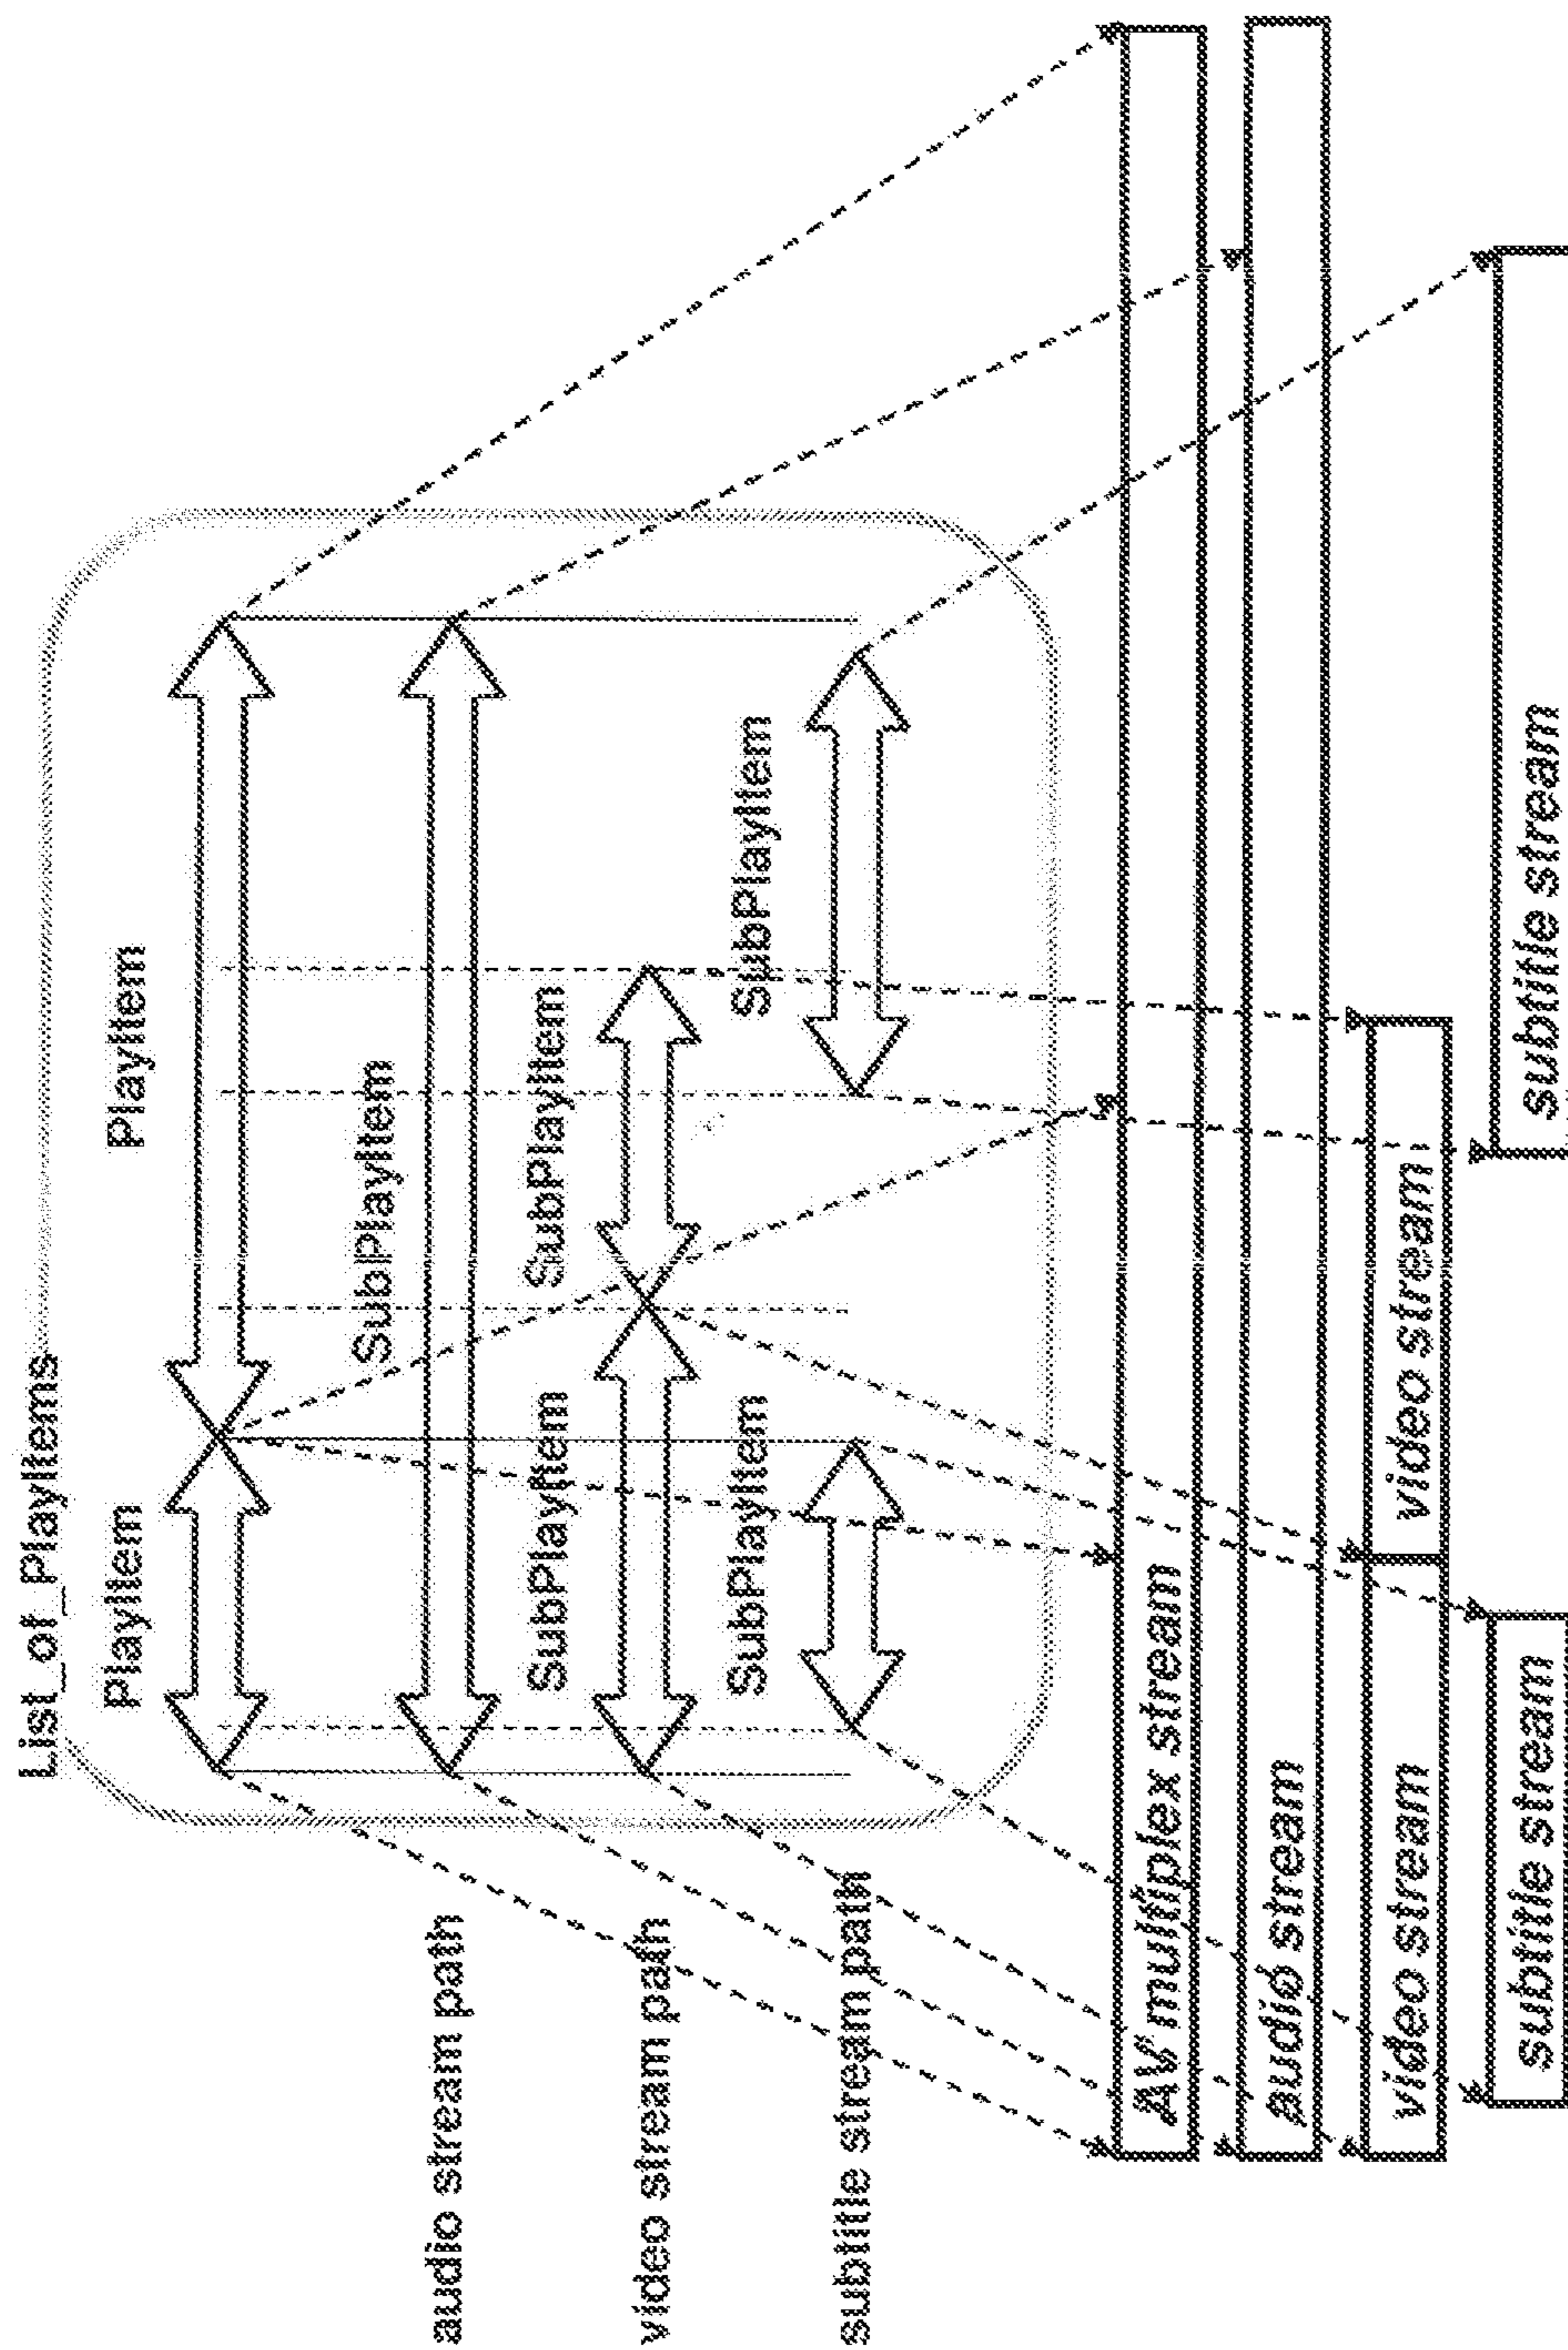 List_of_PlayItems
PlayItem
PlayItem
audio stream path
SubPlayItem
video stream path
SubPlayItem
SubPlayItem
subtitle stream path
SubPlayItem
SubPlayItem
AV multiplex stream
audio stream
video stream
video stream
subtitle stream
subtitle stream